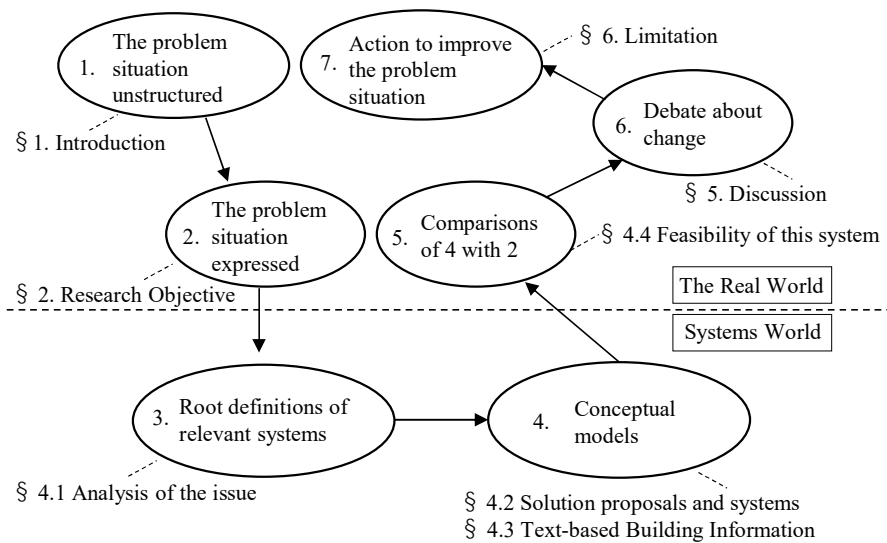 1. The problem
situation
unstructured
§ 1. Introduction
2. The problem
situation
expressed
§ 2. Research Objective
3. Root definitions of
relevant systems
§ 4.1 Analysis of the issue
4. Conceptual
models
§ 4.2 Solution proposals and systems
§ 4.3 Text-based Building Information
5. Comparisons
of 4 with 2
§ 4.4 Feasibility of this system
6. Debate about
change
§ 5. Discussion
7. Action to improve
the problem
situation
§ 6. Limitation
The Real World
Systems World